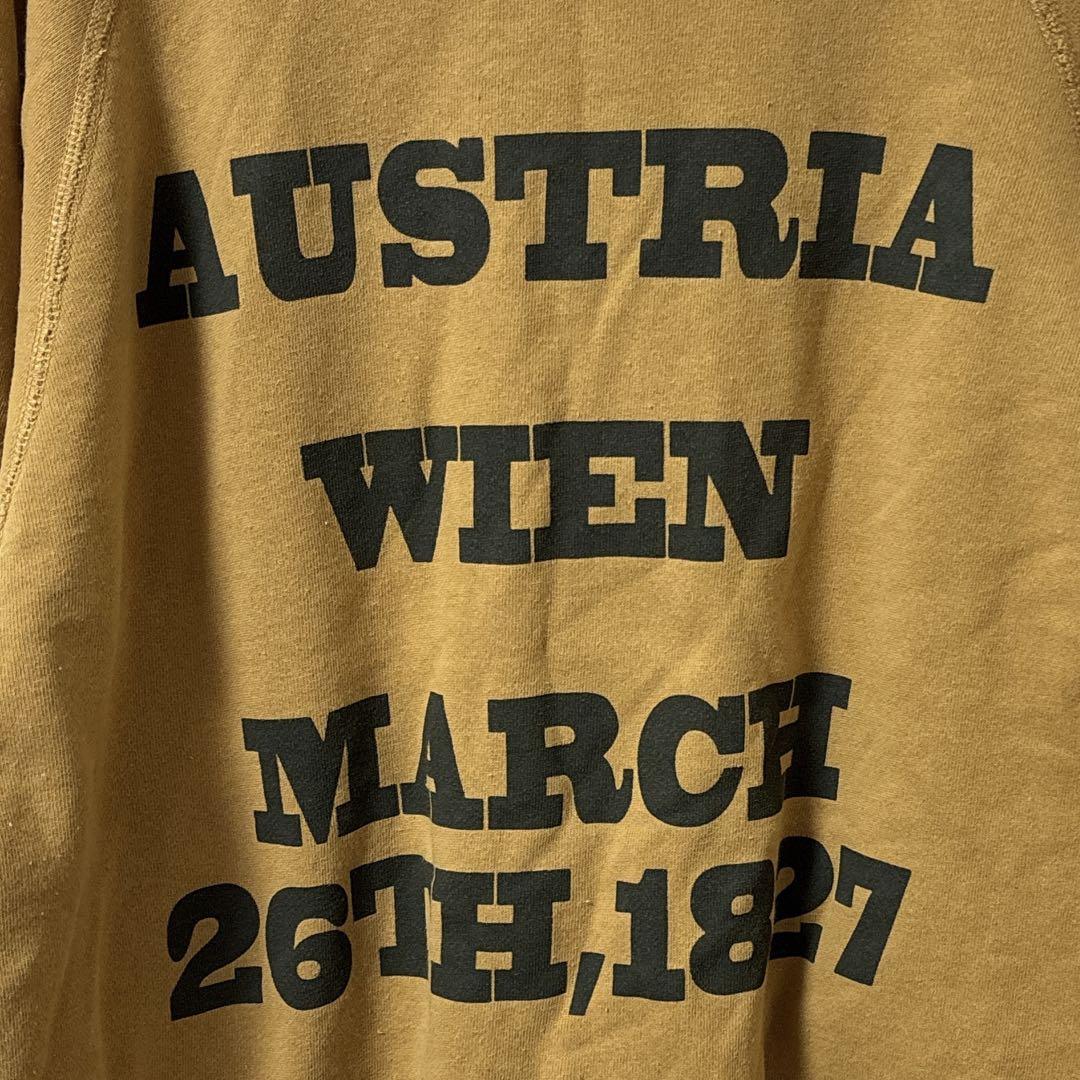 AUSTRIA
WIEN
MARCH
26TH,1827